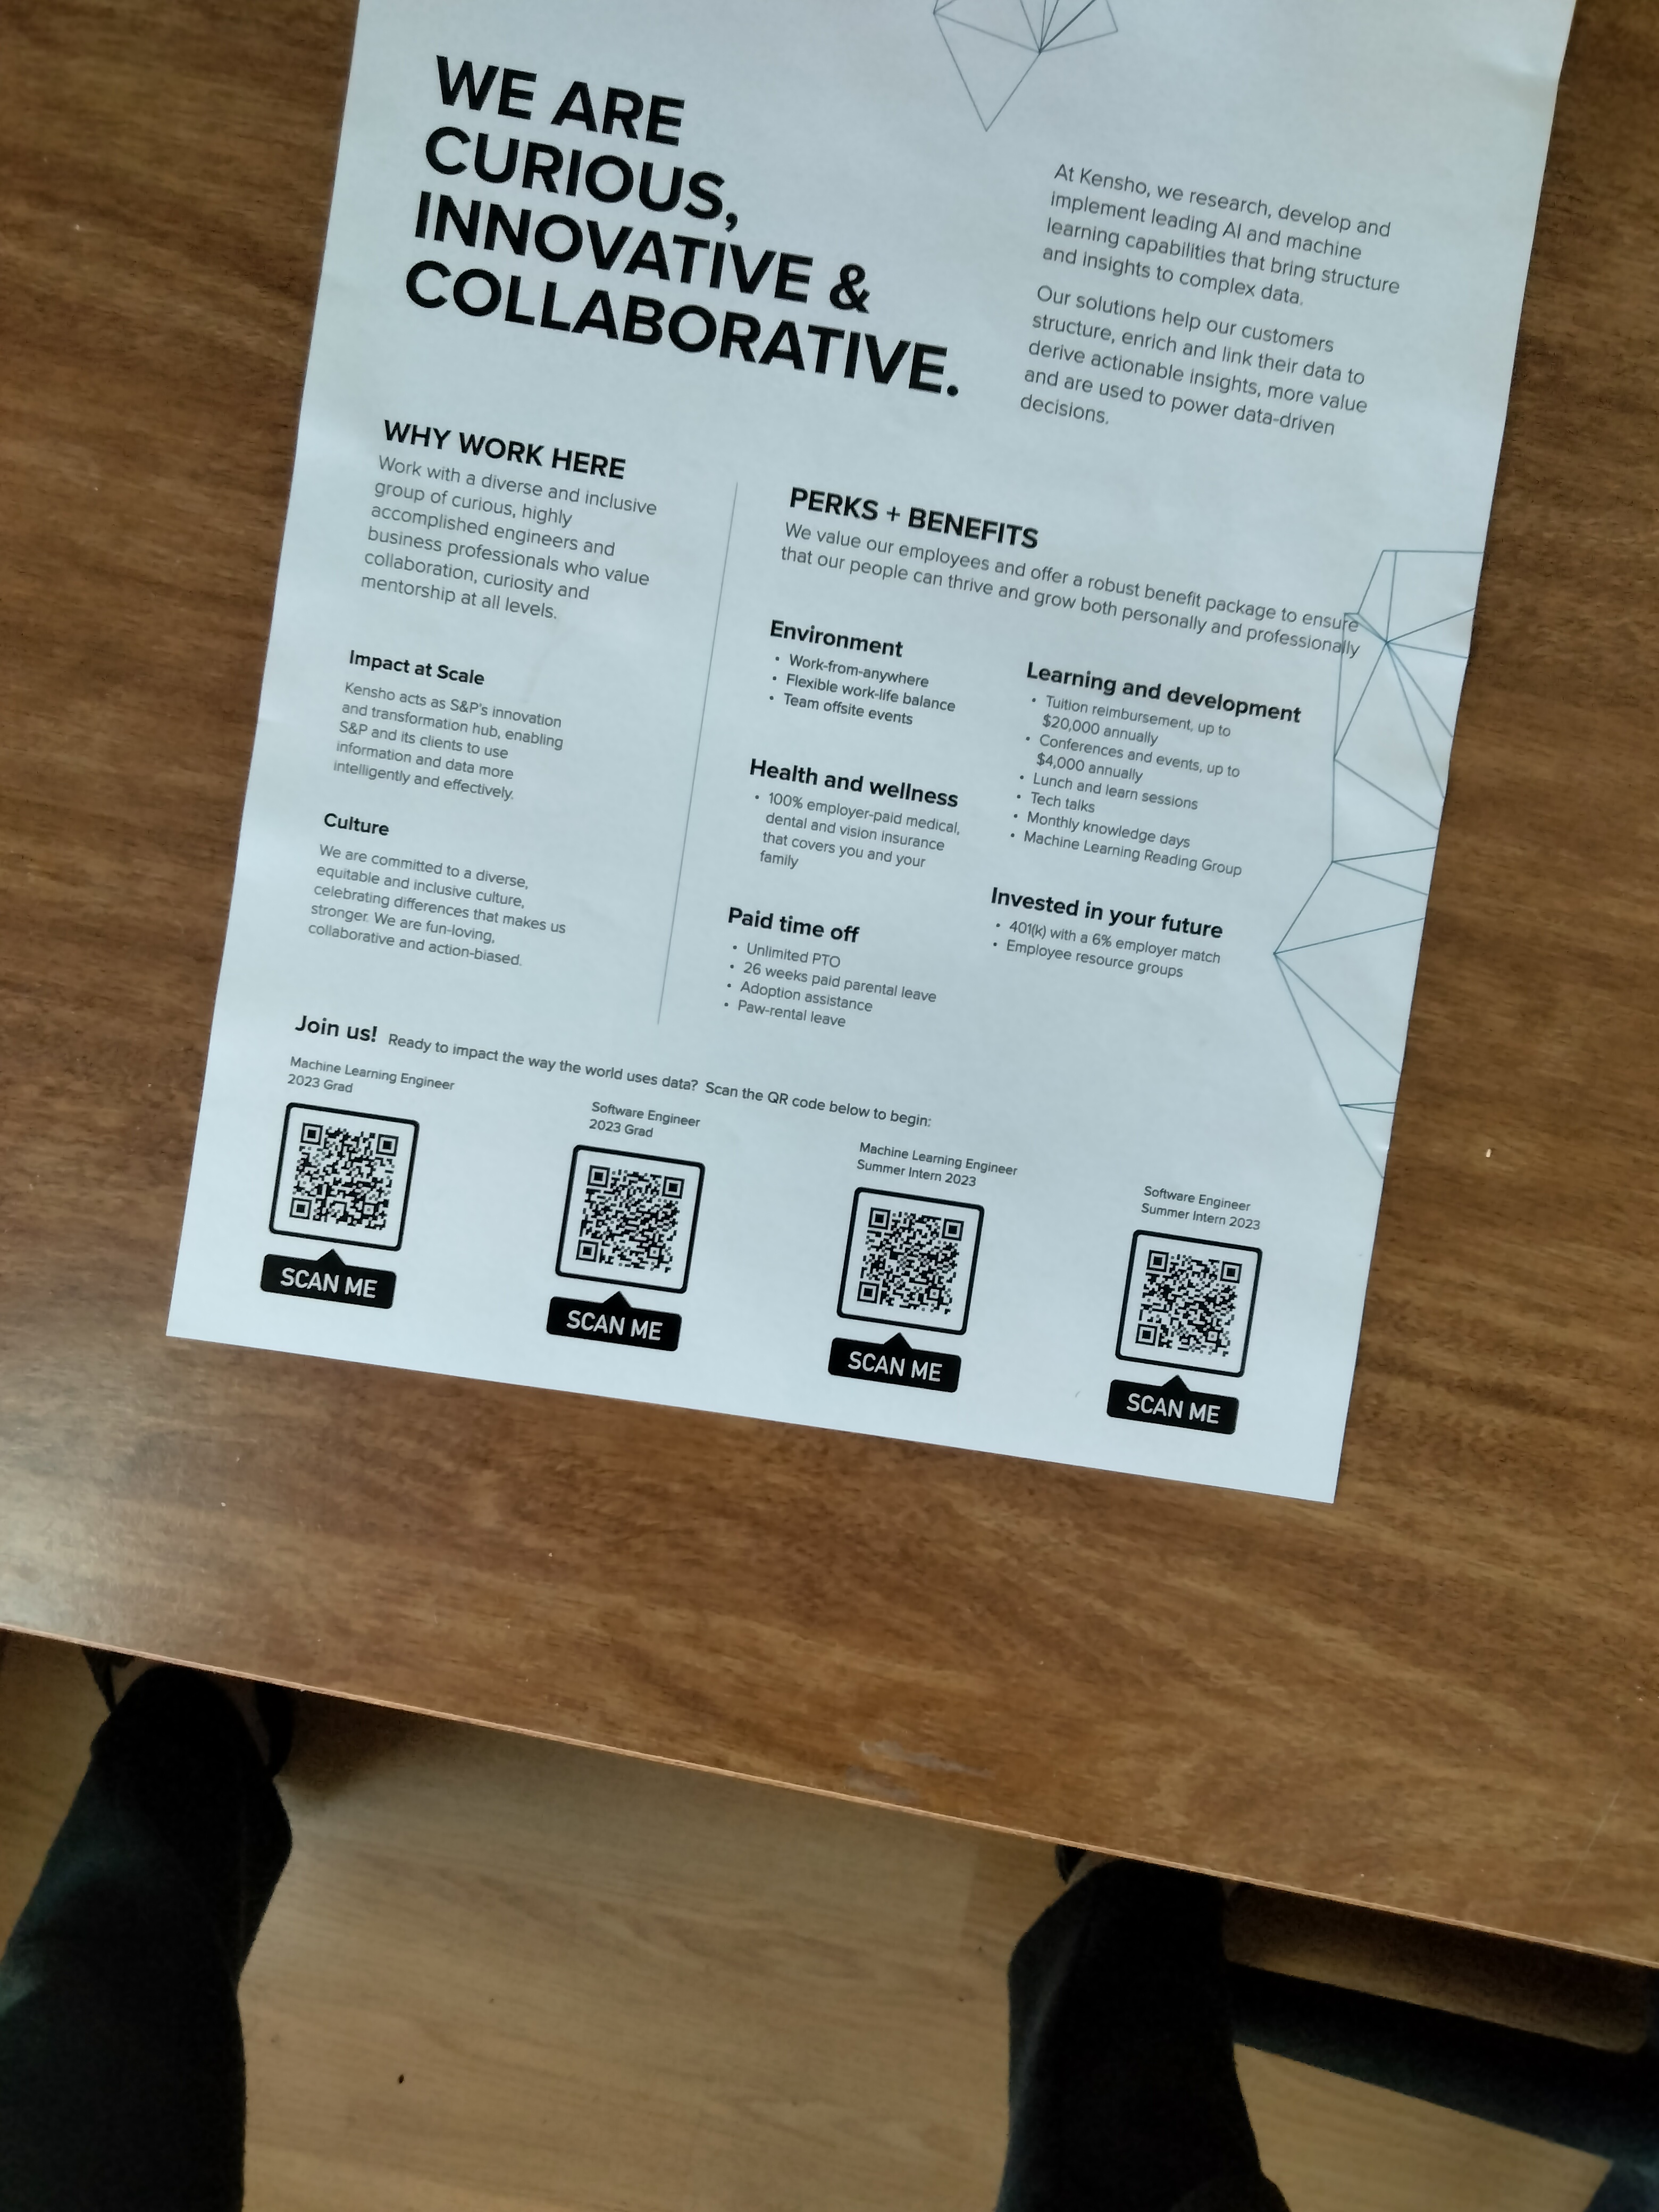 WE ARE
CURIOUS,
INNOVATIVE &
COLLABORATIVE.
At Kensho, we research, develop and
implement leading AI and machine
learning capabilities that bring structure
and insights to complex data.
Our solutions help our customers
structure, enrich and link their data to
derive actionable insights, more value
and are used to power data-driven
decisions.
WHY WORK HERE
Work with a diverse and inclusive
group of curious, highly
accomplished engineers and
business professionals who value
collaboration, curiosity and
mentorship at all levels.
Impact at Scale
Kensho acts as S&P's innovation
and transformation hub, enabling
S&P and its clients to use
information and data more
intelligently and effectively.
Culture
We are committed to a diverse,
equitable and inclusive culture,
celebrating differences that makes us
stronger. We are fun-loving,
collaborative and action-biased.
PERKS + BENEFITS
We value our employees and offer a robust benefit package to ensure
that our people can thrive and grow both personally and professionally
Environment
• Work-from-anywhere
• Flexible work-life balance
• Team offsite events
Health and wellness
• 100% employer-paid medical,
dental and vision insurance
that covers you and your
family
Paid time off
• Unlimited PTO
• 26 weeks paid parental leave
• Adoption assistance
• Paw-rental leave
Learning and development
• Tuition reimbursement, up to
$20,000 annually
• Conferences and events, up to
$4,000 annually
• Lunch and learn sessions
• Tech talks
• Monthly knowledge days
• Machine Learning Reading Group
Invested in your future
• 401(k) with a 6% employer match
• Employee resource groups
Join us! Ready to impact the way the world uses data? Scan the QR code below to begin:
Machine Learning Engineer
2023 Grad
SCAN ME
Software Engineer
2023 Grad
SCAN ME
Machine Learning Engineer
Summer Intern 2023
SCAN ME
Software Engineer
Summer Intern 2023
SCAN ME